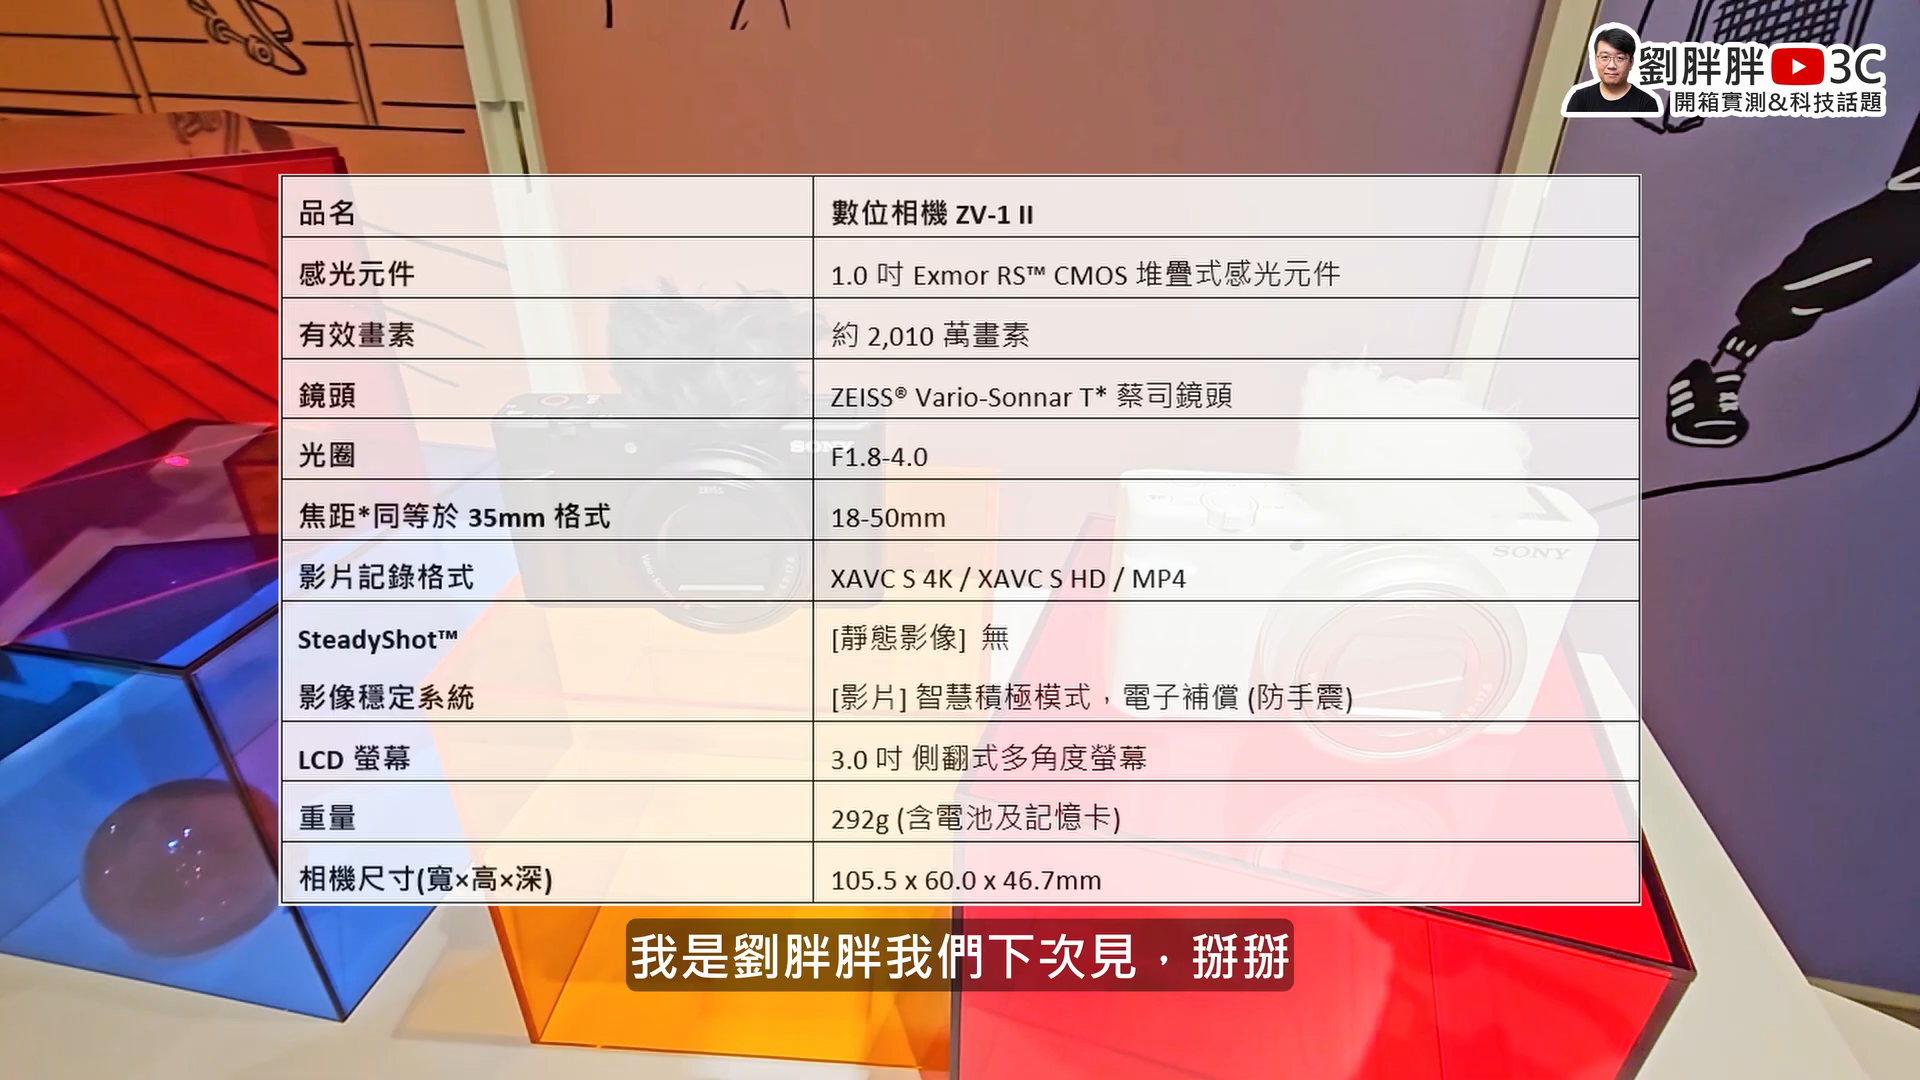 劉胖胖 3C
開箱實測&科技話題
品名 數位相機 ZV-1 II
感光元件 1.0 吋 Exmor RS™ CMOS 堆疊式感光元件
有效畫素 約 2,010 萬畫素
鏡頭 ZEISS® Vario-Sonnar T* 蔡司鏡頭
光圈 F1.8-4.0
焦距*同等於 35mm 格式 18-50mm
影片記錄格式 XAVC S 4K / XAVC S HD / MP4
SteadyShot™ [靜態影像] 無
影像穩定系統 [影片] 智慧積極模式，電子補償 (防手震)
LCD 螢幕 3.0 吋 側翻式多角度螢幕
重量 292g (含電池及記憶卡)
相機尺寸(寬×高×深) 105.5 x 60.0 x 46.7mm
SONY
ZEISS
SONY
我是劉胖胖我們下次見，掰掰